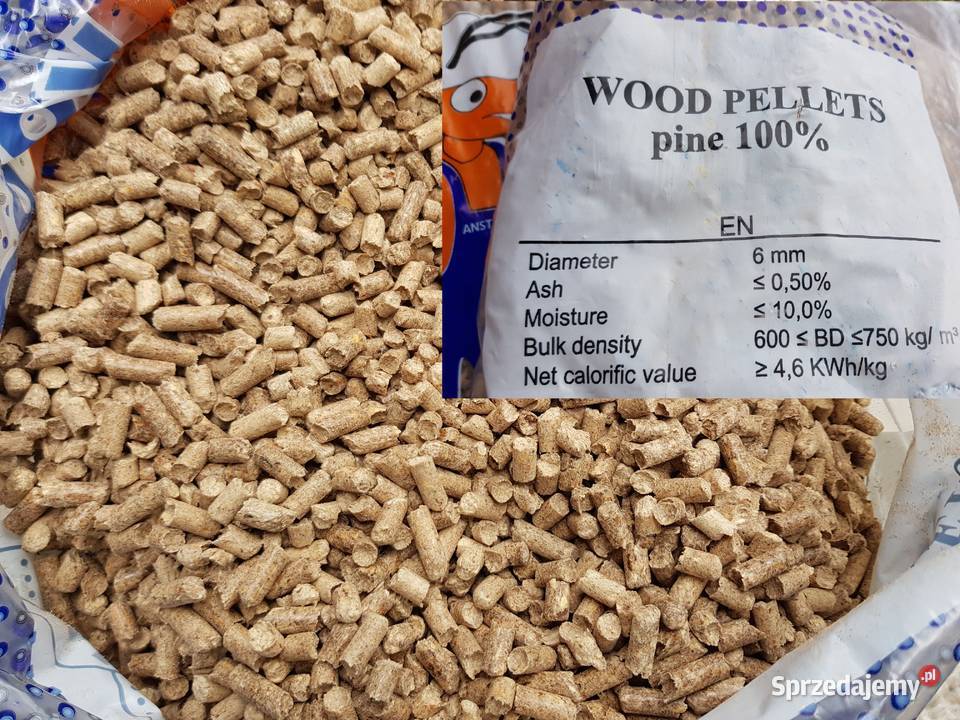 WOOD PELLETS
pine 100%
EN
Diameter 6 mm
Ash ≤ 0,50%
Moisture ≤ 10,0%
Bulk density 600 ≤ BD ≤750 kg/ m³
Net calorific value ≥ 4,6 KWh/kg
ANST
Sprzedajemy.pl